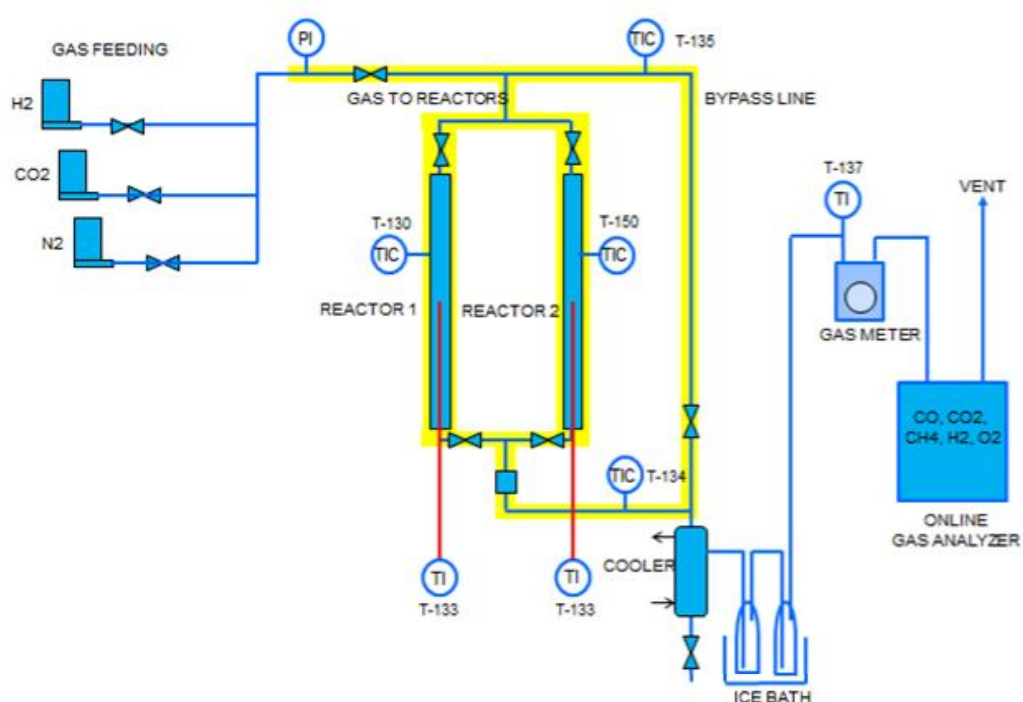 PI
TIC
T-135
GAS FEEDING
H2
GAS TO REACTORS
BYPASS LINE
CO2
T-137
TI
VENT
N2
T-130
TIC
T-150
TIC
REACTOR 1
REACTOR 2
GAS METER
CO, CO2,
CH4, H2, O2
TIC
T-134
ONLINE
GAS ANALYZER
COOLER
TI
T-133
TI
T-133
ICE BATH